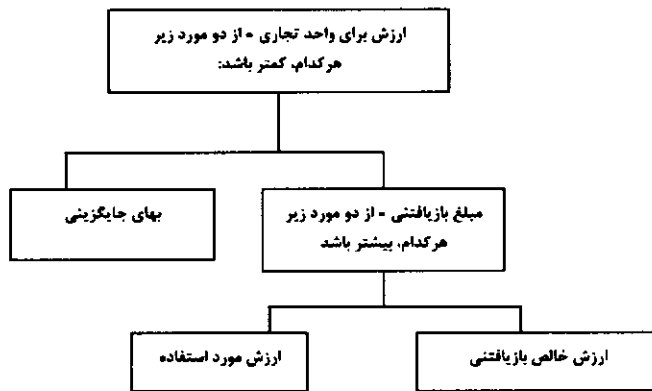 ارزش برای واحد تجاری = از دو مورد زیر
هرکدام، کمتر باشد:
بهای جایگزینی
مبلغ بازیافتنی = از دو مورد زیر
هرکدام، بیشتر باشد
ارزش مورد استفاده
ارزش خالص بازیافتنی